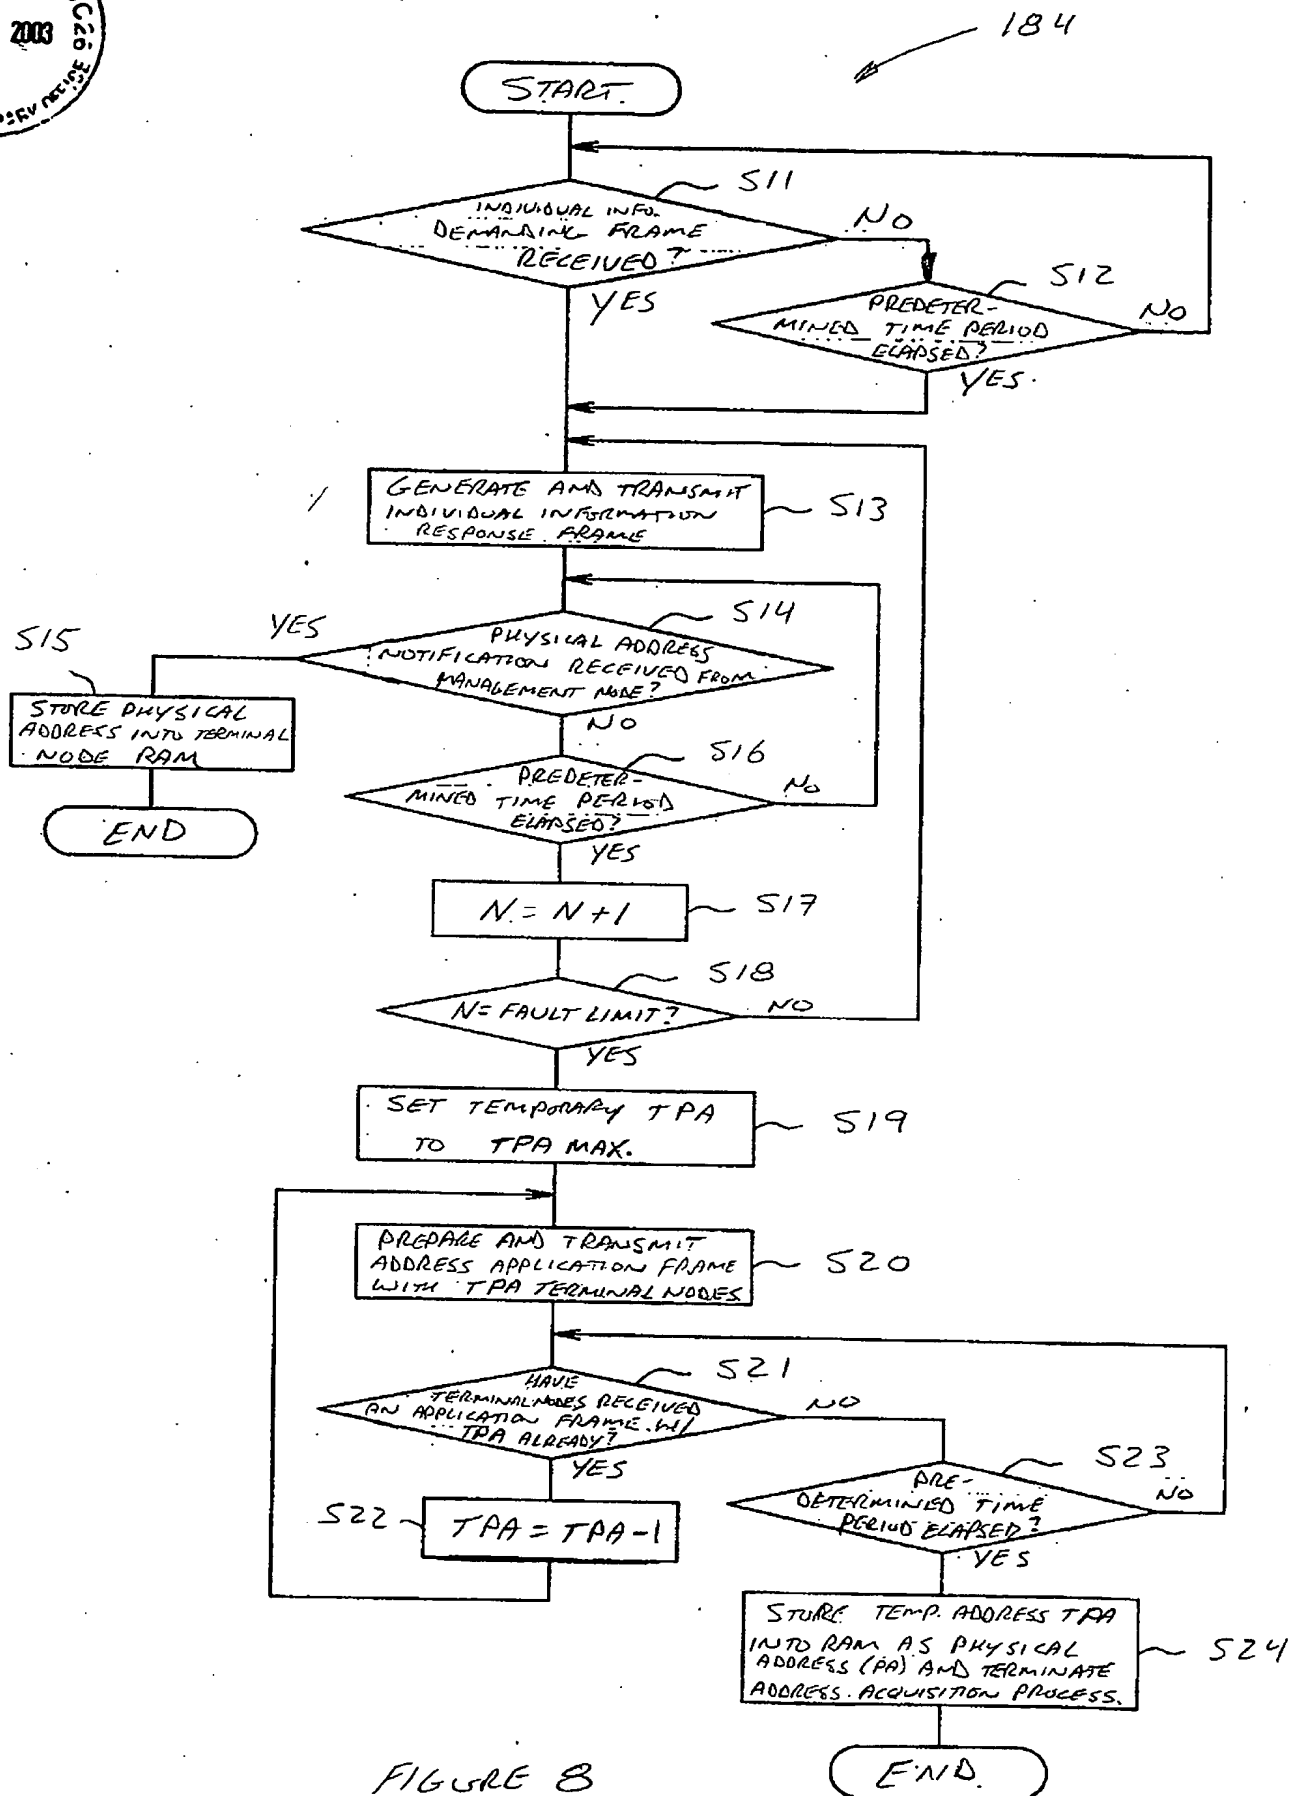 2003
184
START.
INDIVIDUAL INFO.
DEMANDING FRAME
RECEIVED?
S11
NO
YES
PREDETER-
MINED TIME PERIOD
ELAPSED?
S12
NO
YES.
GENERATE AND TRANSMIT
INDIVIDUAL INFORMATION
RESPONSE FRAME
S13
PHYSICAL ADDRESS
NOTIFICATION RECEIVED FROM
MANAGEMENT NODE?
S14
YES
NO
S15
STORE PHYSICAL
ADDRESS INTO TERMINAL
NODE RAM
END
PREDETER-
MINED TIME PERIOD
ELAPSED?
S16
NO
YES
N = N+1
S17
N = FAULT LIMIT?
S18
NO
YES
SET TEMPORARY TPA
TO TPA MAX.
S19
PREPARE AND TRANSMIT
ADDRESS APPLICATION FRAME
WITH TPA TERMINAL NODES
S20
HAVE
TERMINAL NODES RECEIVED
AN APPLICATION FRAME W/
TPA ALREADY?
S21
NO
YES
S22
TPA = TPA-1
PRE-
DETERMINED TIME
PERIOD ELAPSED?
S23
NO
YES
STORE TEMP. ADDRESS TPA
INTO RAM AS PHYSICAL
ADDRESS (PA) AND TERMINATE
ADDRESS ACQUISITION PROCESS.
S24
END.
FIGURE 8